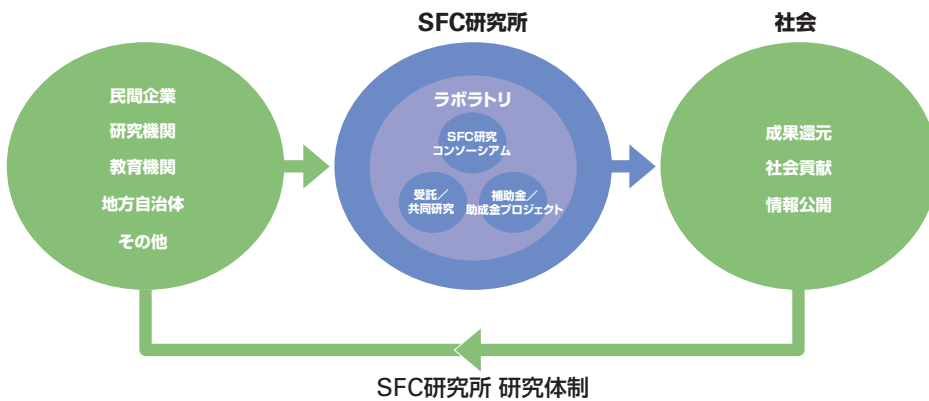 SFC研究所
社会
民間企業
研究機関
教育機関
地方自治体
その他
ラボラトリ
SFC研究
コンソーシアム
受託／
共同研究
補助金／
助成金プロジェクト
成果還元
社会貢献
情報公開
SFC研究所 研究体制